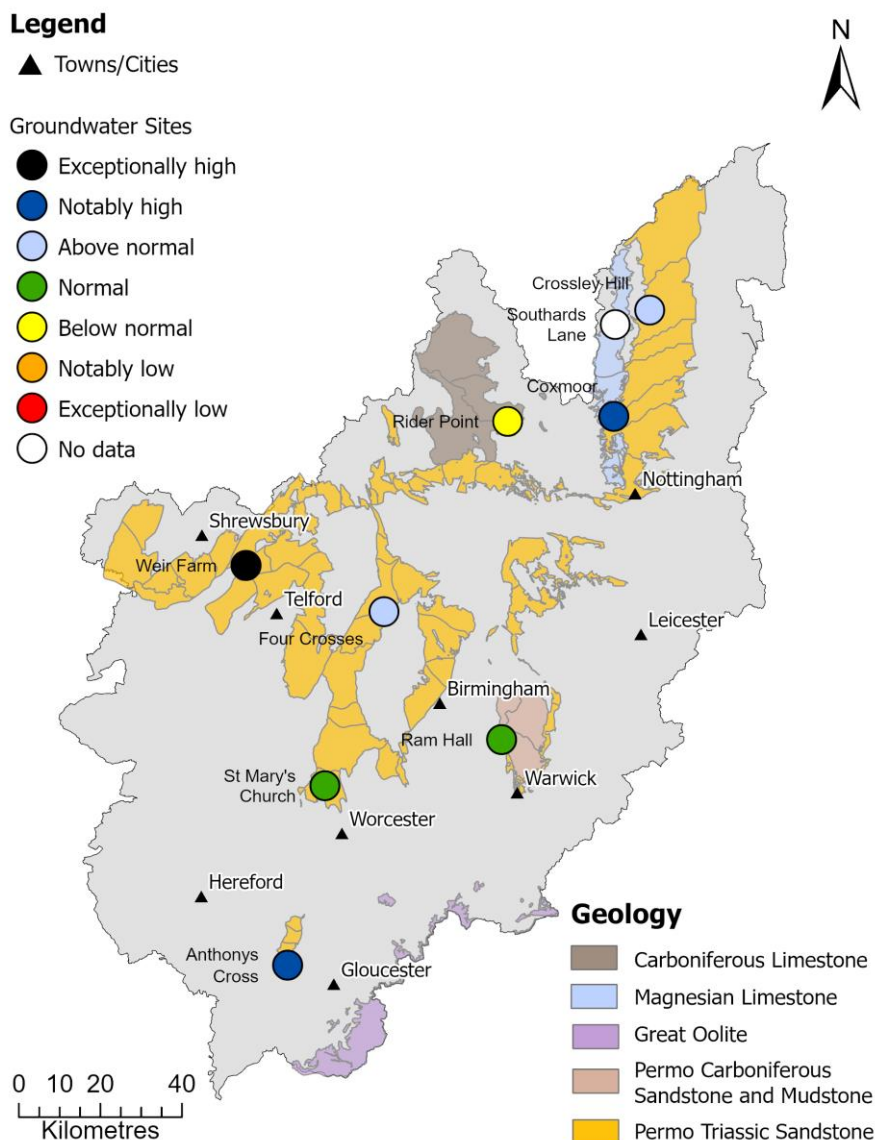 Legend
Towns/Cities
Groundwater Sites
Exceptionally high
Notably high
Above normal
Normal
Below normal
Notably low
Exceptionally low
No data
N
Crossley Hill
Southards
Lane
Coxmoor
Rider Point
Nottingham
Shrewsbury
Weir Farm
Telford
Four Crosses
Leicester
Birmingham
Ram Hall
St Mary's
Church
Warwick
Worcester
Hereford
Anthonys
Cross
Gloucester
0 10 20 40
Kilometres
Geology
Carboniferous Limestone
Magnesian Limestone
Great Oolite
Permo Carboniferous
Sandstone and Mudstone
Permo Triassic Sandstone